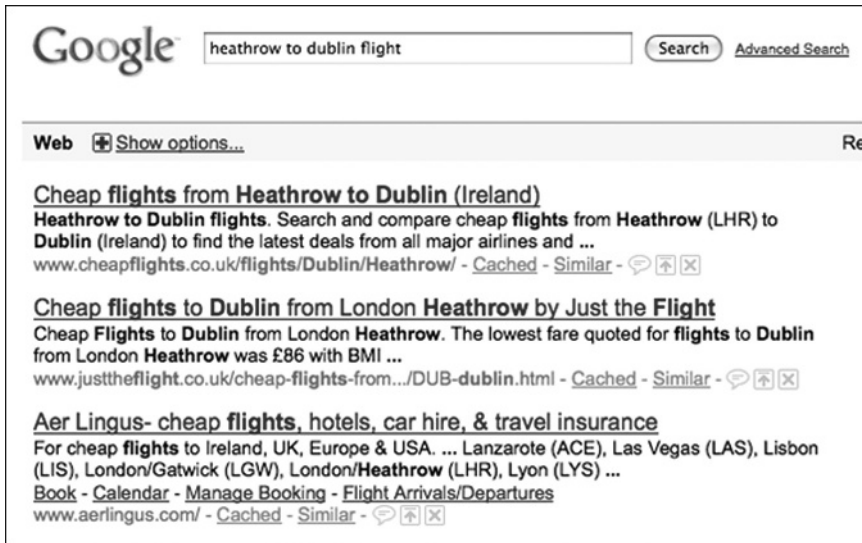 Google heathrow to dublin flight Search Advanced Search
Web Show options... Re
Cheap flights from Heathrow to Dublin (Ireland)
Heathrow to Dublin flights. Search and compare cheap flights from Heathrow (LHR) to
Dublin (Ireland) to find the latest deals from all major airlines and ...
www.cheapflights.co.uk/flights/Dublin/Heathrow/ - Cached - Similar -
Cheap flights to Dublin from London Heathrow by Just the Flight
Cheap Flights to Dublin from London Heathrow. The lowest fare quoted for flights to Dublin
from London Heathrow was £86 with BMI ...
www.justtheflight.co.uk/cheap-flights-from.../DUB-dublin.html - Cached - Similar -
Aer Lingus- cheap flights, hotels, car hire, & travel insurance
For cheap flights to Ireland, UK, Europe & USA. ... Lanzarote (ACE), Las Vegas (LAS), Lisbon
(LIS), London/Gatwick (LGW), London/Heathrow (LHR), Lyon (LYS) ...
Book - Calendar - Manage Booking - Flight Arrivals/Departures
www.aerlingus.com/ - Cached - Similar -